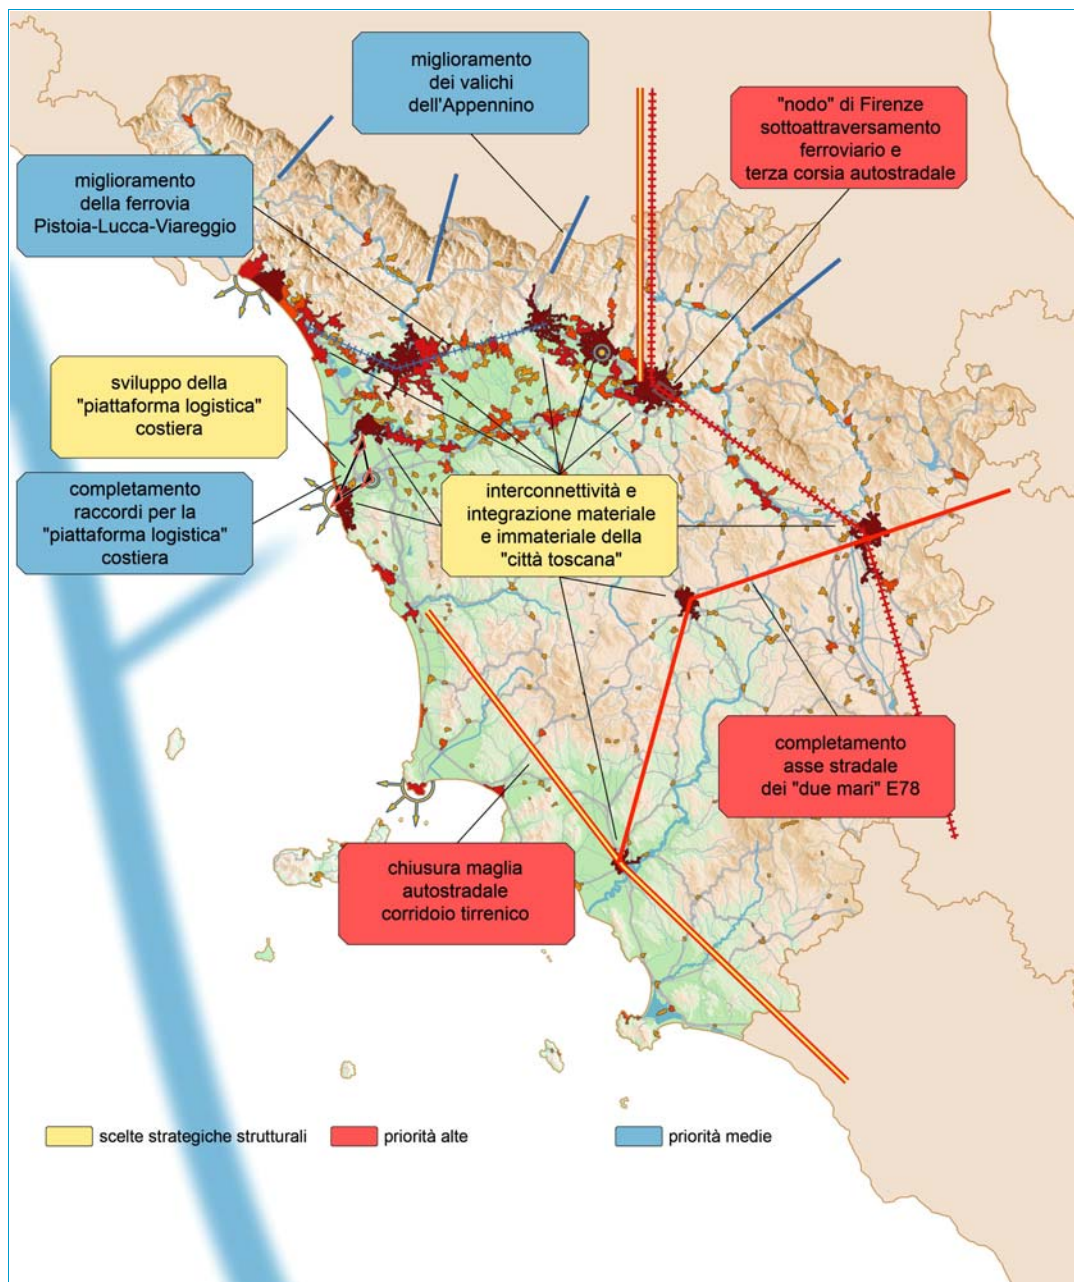 miglioramento
dei valichi
dell'Appennino
"nodo" di Firenze
sottoattraversamento
ferroviario e
terza corsia autostradale
miglioramento
della ferrovia
Pistoia-Lucca-Viareggio
sviluppo della
"piattaforma logistica"
costiera
completamento
raccordi per la
"piattaforma logistica"
costiera
interconnettività e
integrazione materiale
e immateriale della
"città toscana"
completamento
asse stradale
dei "due mari" E78
chiusura maglia
autostradale
corridoio tirrenico
scelte strategiche strutturali
priorità alte
priorità medie